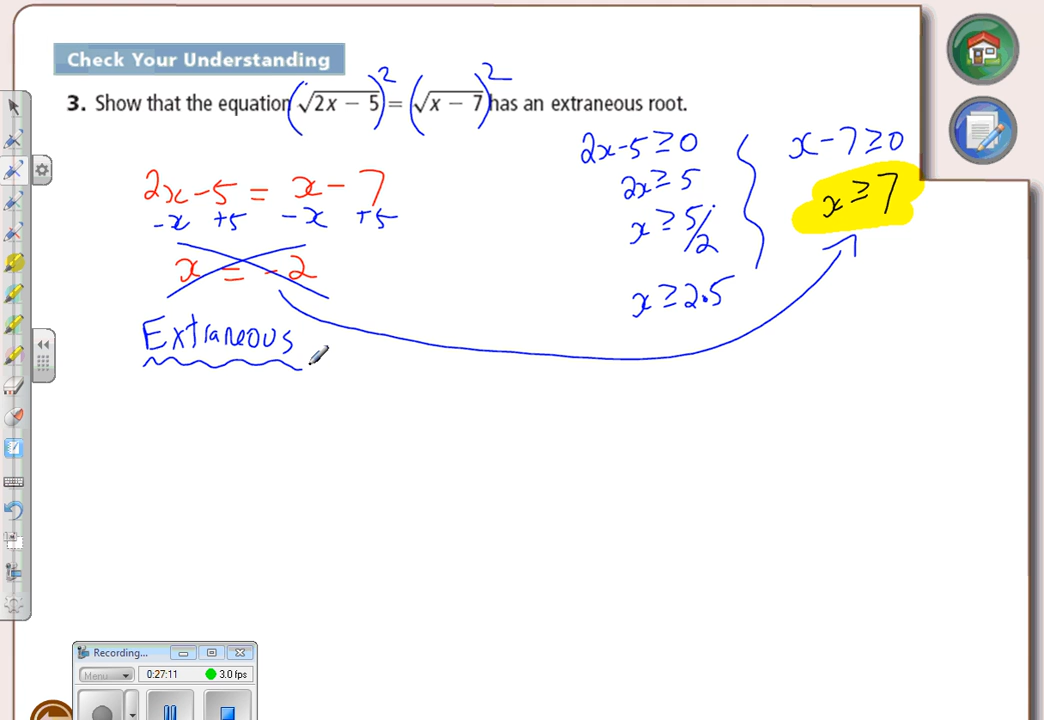 Check Your Understanding
3. Show that the equation (√2x − 5)² = (√x − 7)² has an extraneous root.
2x − 5 = x − 7
−x +5 −x +5
x = −2
Extraneous
2x−5 ≥ 0
2x ≥ 5
x ≥ 5/2
x ≥ 2.5
x−7 ≥ 0
x ≥ 7
Recording...
Menu
0:27:11
3.0 fps